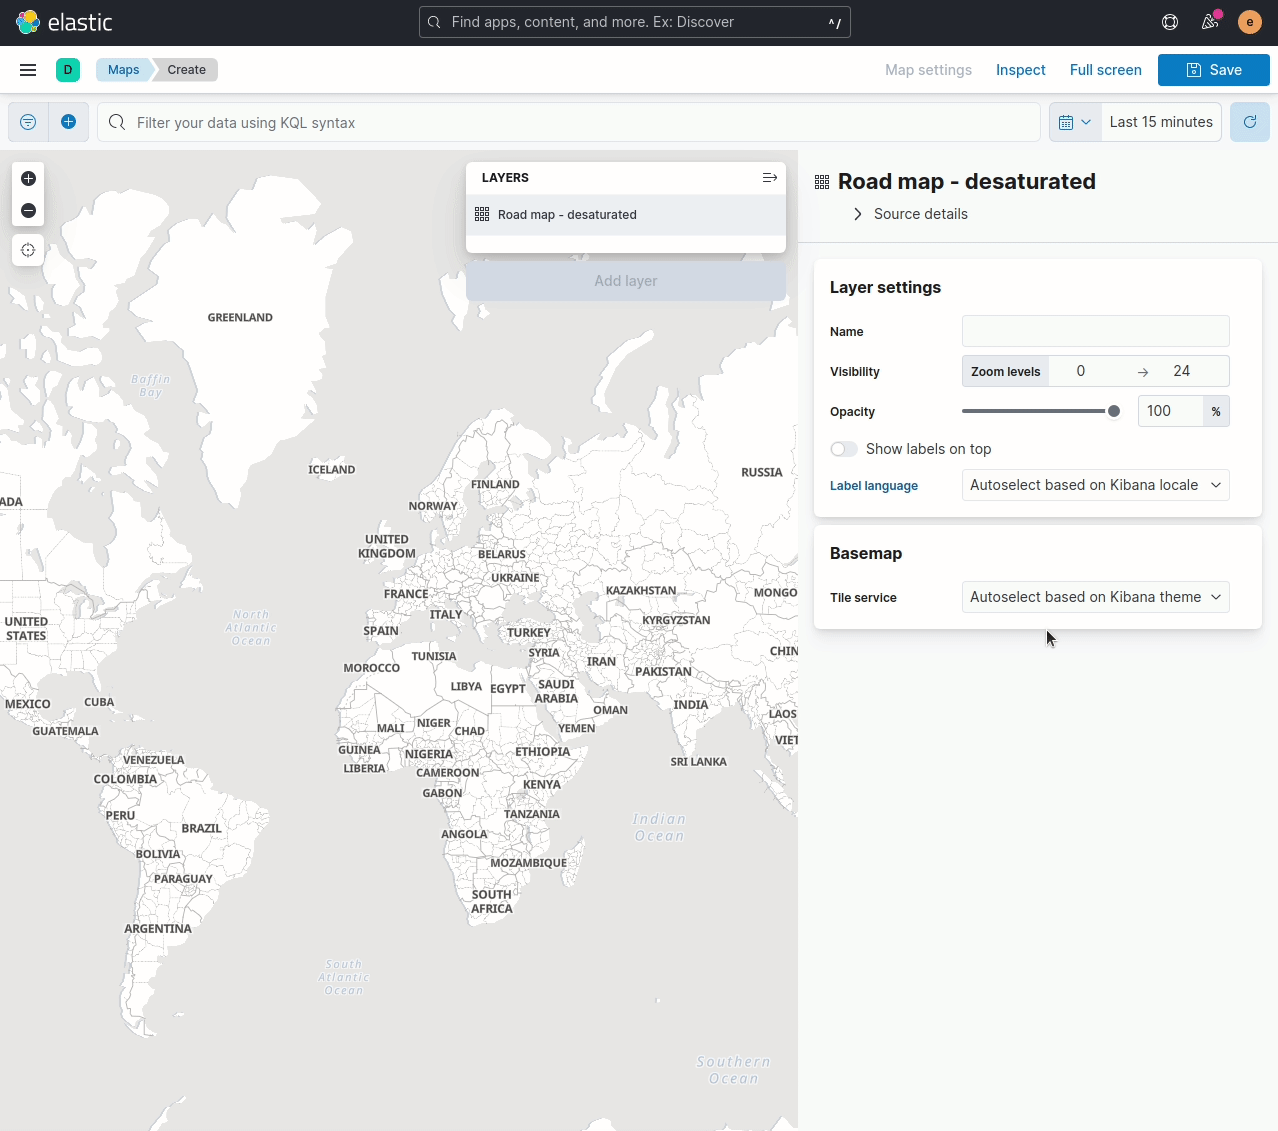 elastic
Find apps, content, and more. Ex: Discover
^/
e
D
Maps
Create
Map settings
Inspect
Full screen
Save
Filter your data using KQL syntax
Last 15 minutes
LAYERS
Road map - desaturated
Add layer
GREENLAND
Baffin
Bay
ICELAND
RUSSIA
FINLAND
ADA
NORWAY
UNITED
KINGDOM
BELARUS
UKRAINE
FRANCE
KAZAKHSTAN
MONGO
North
Atlantic
Ocean
ITALY
UNITED
STATES
SPAIN
TURKEY
KYRGYZSTAN
SYRIA
CHIN
TUNISIA
IRAN
MOROCCO
PAKISTAN
LIBYA
EGYPT
SAUDI
ARABIA
MEXICO
CUBA
OMAN
INDIA
LAOS
GUATEMALA
MALI
NIGER
CHAD
YEMEN
VIET
GUINEA
NIGERIA
ETHIOPIA
VENEZUELA
SRI LANKA
LIBERIA
CAMEROON
COLOMBIA
KENYA
GABON
PERU
TANZANIA
BRAZIL
Indian
Ocean
ANGOLA
BOLIVIA
MOZAMBIQUE
PARAGUAY
SOUTH
AFRICA
ARGENTINA
South
Atlantic
Ocean
Southern
Ocean
Road map - desaturated
Source details
Layer settings
Name
Visibility
Zoom levels
0
→
24
Opacity
100
%
Show labels on top
Label language
Autoselect based on Kibana locale
Basemap
Tile service
Autoselect based on Kibana theme